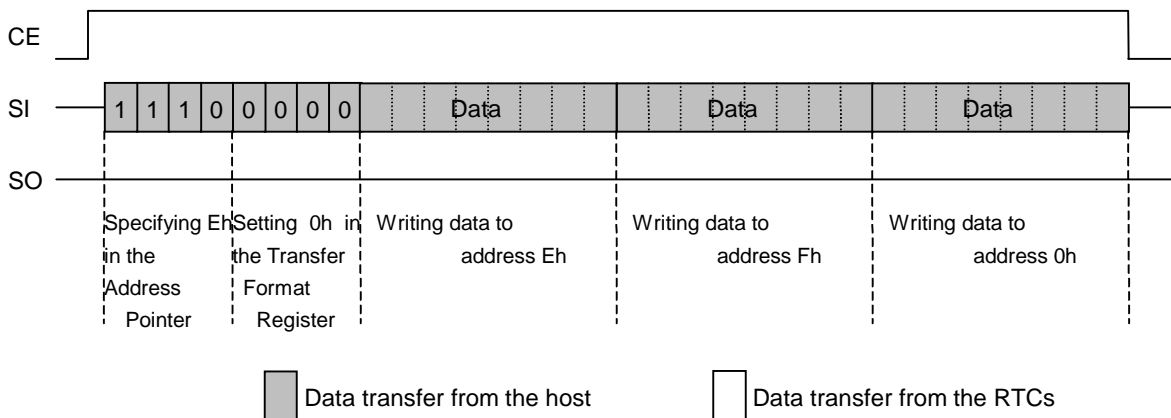 CE
SI 1 1 1 0 0 0 0 0 Data Data Data
SO
Specifying Eh Setting 0h in Writing data to Writing data to Writing data to
in the the Transfer address Eh address Fh address 0h
Address Format
Pointer Register
Data transfer from the host Data transfer from the RTCs